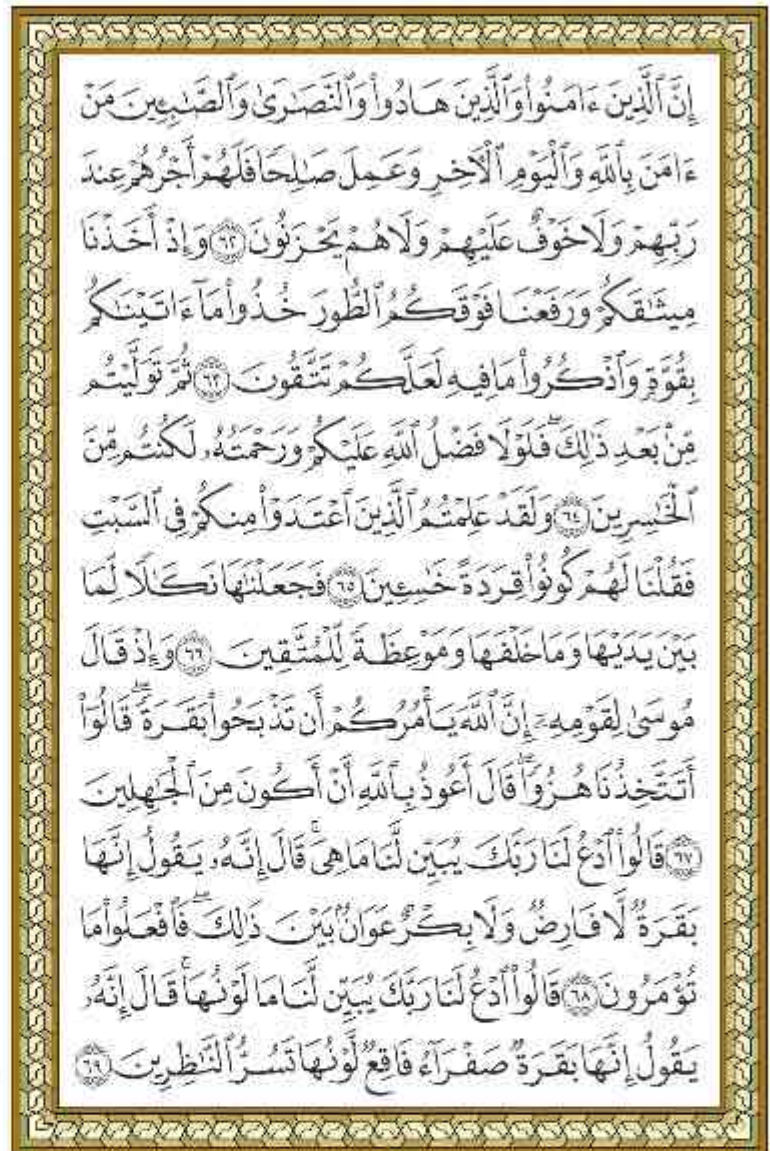 إِنَّ ٱلَّذِينَ ءَامَنُوا۟ وَٱلَّذِينَ هَادُوا۟ وَٱلنَّصَـٰرَىٰ وَٱلصَّـٰبِـِٔينَ مَنْ
ءَامَنَ بِٱللَّهِ وَٱلْيَوْمِ ٱلْـَٔاخِرِ وَعَمِلَ صَـٰلِحًا فَلَهُمْ أَجْرُهُمْ عِندَ
رَبِّهِمْ وَلَا خَوْفٌ عَلَيْهِمْ وَلَا هُمْ يَحْزَنُونَ ٦٢ وَإِذْ أَخَذْنَا
مِيثَـٰقَكُمْ وَرَفَعْنَا فَوْقَكُمُ ٱلطُّورَ خُذُوا۟ مَآ ءَاتَيْنَـٰكُم
بِقُوَّةٍ وَٱذْكُرُوا۟ مَا فِيهِ لَعَلَّكُمْ تَتَّقُونَ ٦٣ ثُمَّ تَوَلَّيْتُم
مِّنۢ بَعْدِ ذَٰلِكَ ۖ فَلَوْلَا فَضْلُ ٱللَّهِ عَلَيْكُمْ وَرَحْمَتُهُۥ لَكُنتُم مِّنَ
ٱلْخَـٰسِرِينَ ٦٤ وَلَقَدْ عَلِمْتُمُ ٱلَّذِينَ ٱعْتَدَوْا۟ مِنكُمْ فِى ٱلسَّبْتِ
فَقُلْنَا لَهُمْ كُونُوا۟ قِرَدَةً خَـٰسِـِٔينَ ٦٥ فَجَعَلْنَـٰهَا نَكَـٰلًا لِّمَا
بَيْنَ يَدَيْهَا وَمَا خَلْفَهَا وَمَوْعِظَةً لِّلْمُتَّقِينَ ٦٦ وَإِذْ قَالَ
مُوسَىٰ لِقَوْمِهِۦٓ إِنَّ ٱللَّهَ يَأْمُرُكُمْ أَن تَذْبَحُوا۟ بَقَرَةً ۖ قَالُوٓا۟
أَتَتَّخِذُنَا هُزُوًا ۖ قَالَ أَعُوذُ بِٱللَّهِ أَنْ أَكُونَ مِنَ ٱلْجَـٰهِلِينَ
٦٧ قَالُوا۟ ٱدْعُ لَنَا رَبَّكَ يُبَيِّن لَّنَا مَا هِىَ ۚ قَالَ إِنَّهُۥ يَقُولُ إِنَّهَا
بَقَرَةٌ لَّا فَارِضٌ وَلَا بِكْرٌ عَوَانٌۢ بَيْنَ ذَٰلِكَ ۖ فَٱفْعَلُوا۟ مَا
تُؤْمَرُونَ ٦٨ قَالُوا۟ ٱدْعُ لَنَا رَبَّكَ يُبَيِّن لَّنَا مَا لَوْنُهَا ۚ قَالَ إِنَّهُۥ
يَقُولُ إِنَّهَا بَقَرَةٌ صَفْرَآءُ فَاقِعٌ لَّوْنُهَا تَسُرُّ ٱلنَّـٰظِرِينَ ٦٩